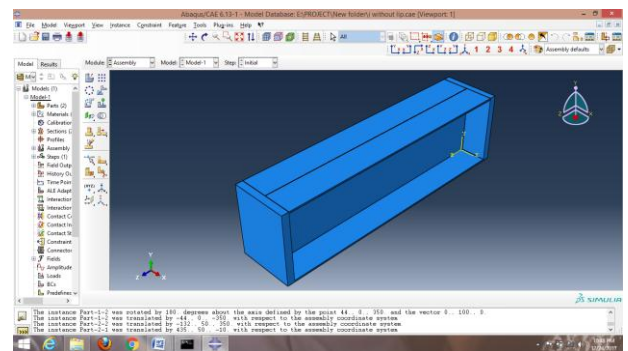 Abaqus/CAE 6.13-1 - Model Database: E:\PROJECT\New folder\i without lip.cae [Viewport: 1]
File Model Viewport View Instance Constraint Feature Tools Plug-ins Help
All
1 2 3 4 Assembly defaults
Model Results Module: Assembly Model: Model-1 Step: Initial
Models (1)
Model-1
Parts (2)
Materials (
Calibration
Sections (
Profiles
Assembly
Steps (1)
Field Outp
History Ou
Time Poin
ALE Adapt
Interaction
Interaction
Contact C
Contact In
Contact St
Constraint
Connector
Fields
Amplitude
Loads
BCs
Predefine
Y
Z X
SIMULIA
The instance Part-1-2 was rotated by 180. degrees about the axis defined by the point 44., 0., 350. and the vector 0., 100., 0.
The instance Part-1-2 was translated by -44., 0., -350. with respect to the assembly coordinate system
The instance Part-2-2 was translated by -132., 50., 350. with respect to the assembly coordinate system
The instance Part-2-1 was translated by 435., 50., -10. with respect to the assembly coordinate system